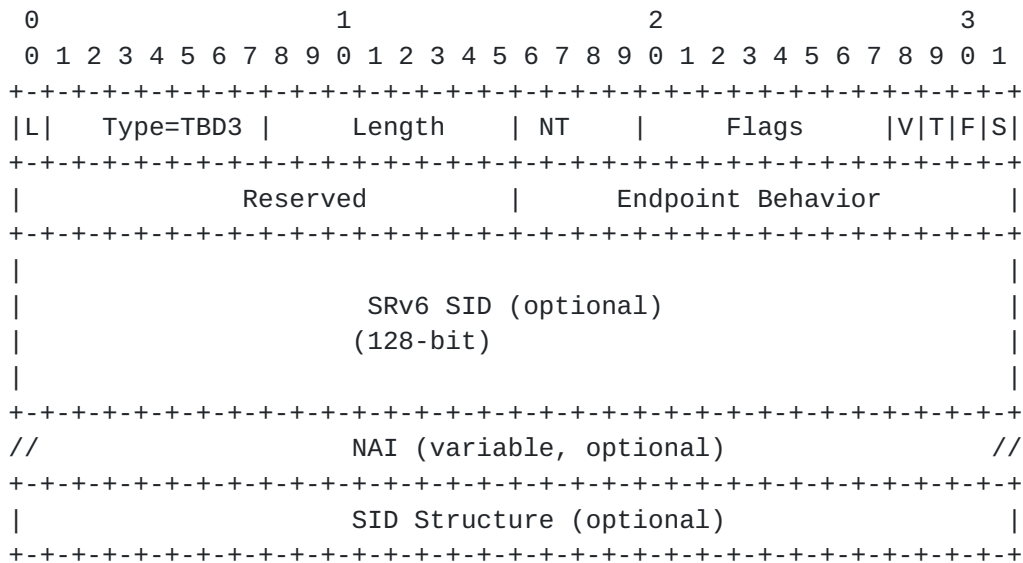 0                   1                   2                   3
 0 1 2 3 4 5 6 7 8 9 0 1 2 3 4 5 6 7 8 9 0 1 2 3 4 5 6 7 8 9 0 1
+-+-+-+-+-+-+-+-+-+-+-+-+-+-+-+-+-+-+-+-+-+-+-+-+-+-+-+-+-+-+-+-+
|L|   Type=TBD3 |     Length    | NT    |     Flags     |V|T|F|S|
+-+-+-+-+-+-+-+-+-+-+-+-+-+-+-+-+-+-+-+-+-+-+-+-+-+-+-+-+-+-+-+-+
|              Reserved         |      Endpoint Behavior        |
+-+-+-+-+-+-+-+-+-+-+-+-+-+-+-+-+-+-+-+-+-+-+-+-+-+-+-+-+-+-+-+-+
|                                                               |
|                      SRv6 SID (optional)                      |
|                     (128-bit)                                 |
|                                                               |
+-+-+-+-+-+-+-+-+-+-+-+-+-+-+-+-+-+-+-+-+-+-+-+-+-+-+-+-+-+-+-+-+
//                    NAI (variable, optional)                 //
+-+-+-+-+-+-+-+-+-+-+-+-+-+-+-+-+-+-+-+-+-+-+-+-+-+-+-+-+-+-+-+-+
|                     SID Structure (optional)                  |
+-+-+-+-+-+-+-+-+-+-+-+-+-+-+-+-+-+-+-+-+-+-+-+-+-+-+-+-+-+-+-+-+